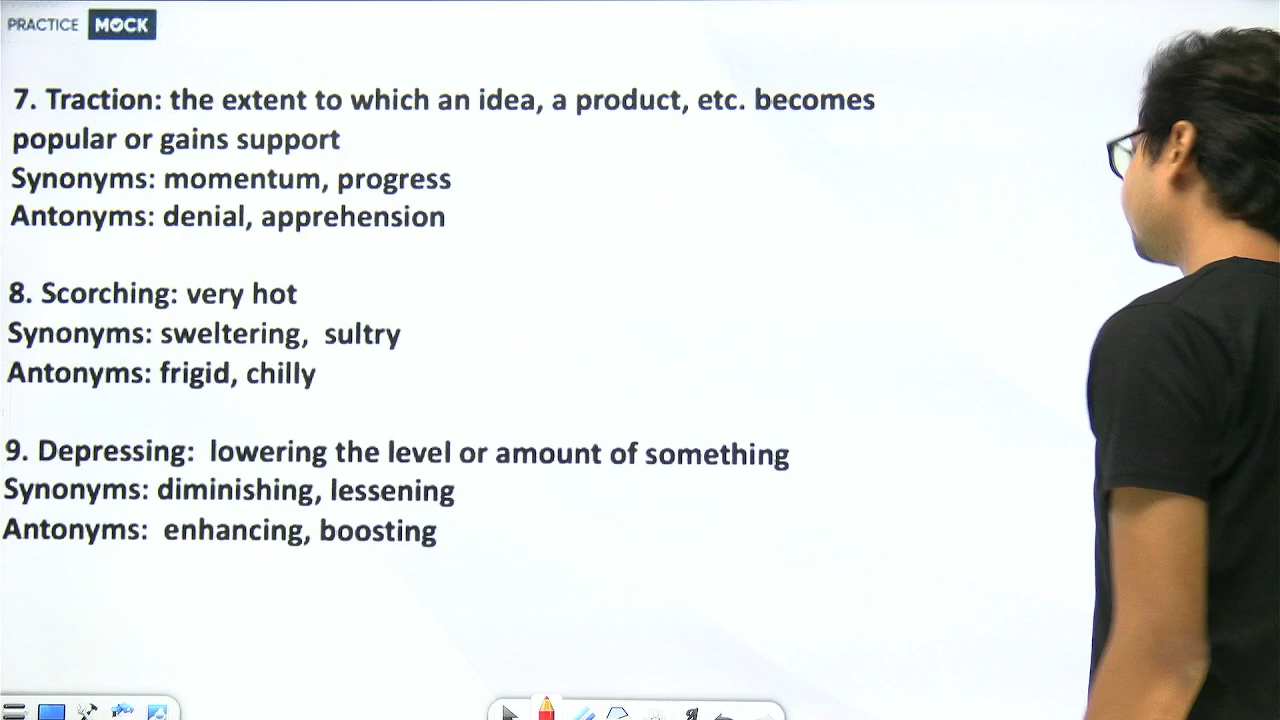 PRACTICE MOCK
7. Traction: the extent to which an idea, a product, etc. becomes
popular or gains support
Synonyms: momentum, progress
Antonyms: denial, apprehension
8. Scorching: very hot
Synonyms: sweltering,  sultry
Antonyms: frigid, chilly
9. Depressing:  lowering the level or amount of something
Synonyms: diminishing, lessening
Antonyms:  enhancing, boosting